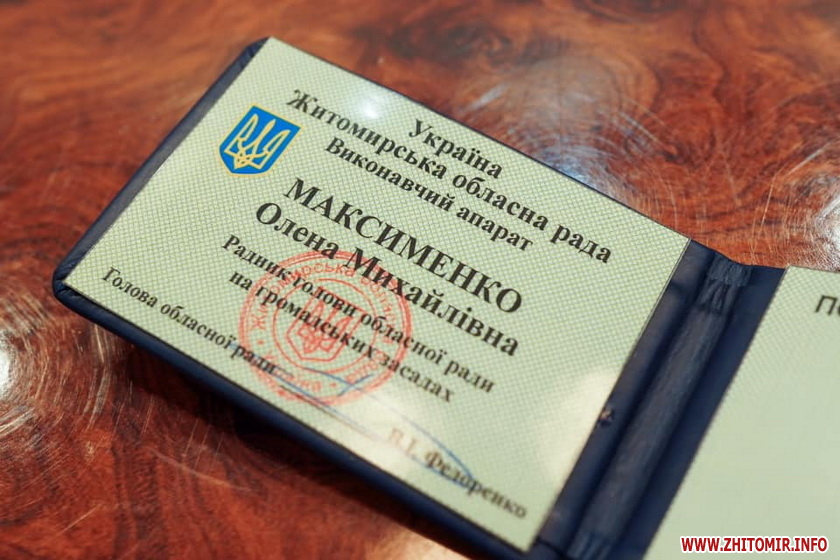 Україна
Житомирська обласна рада
Виконавчий апарат
МАКСИМЕНКО
Олена Михайлівна
Радник голови обласної ради
на громадських засадах
Голова обласної ради
В.І. Федоренко
WWW.ZHITOMIR.INFO